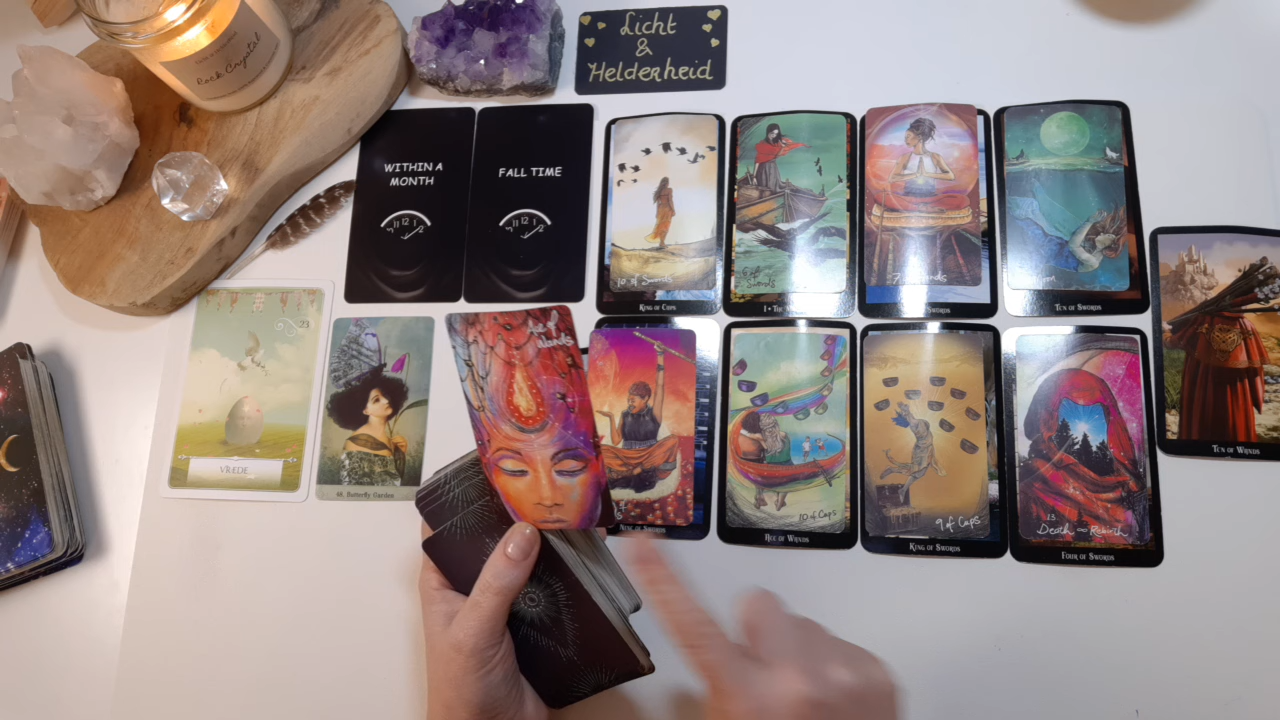 Rock Crystal
Licht
&
Helderheid
WITHIN A
MONTH
FALL TIME
10 of Swords
KING OF CUPS
6 of
Swords
SWORDS
TEN OF SWORDS
23
VREDE
48. Butterfly Garden
Ace of
Wands
NINE OF SWORDS
10 of Cups
ACE OF WANDS
9 of Cups
KING OF SWORDS
13.
Death ∞ Rebirth
FOUR OF SWORDS
TEN OF WANDS